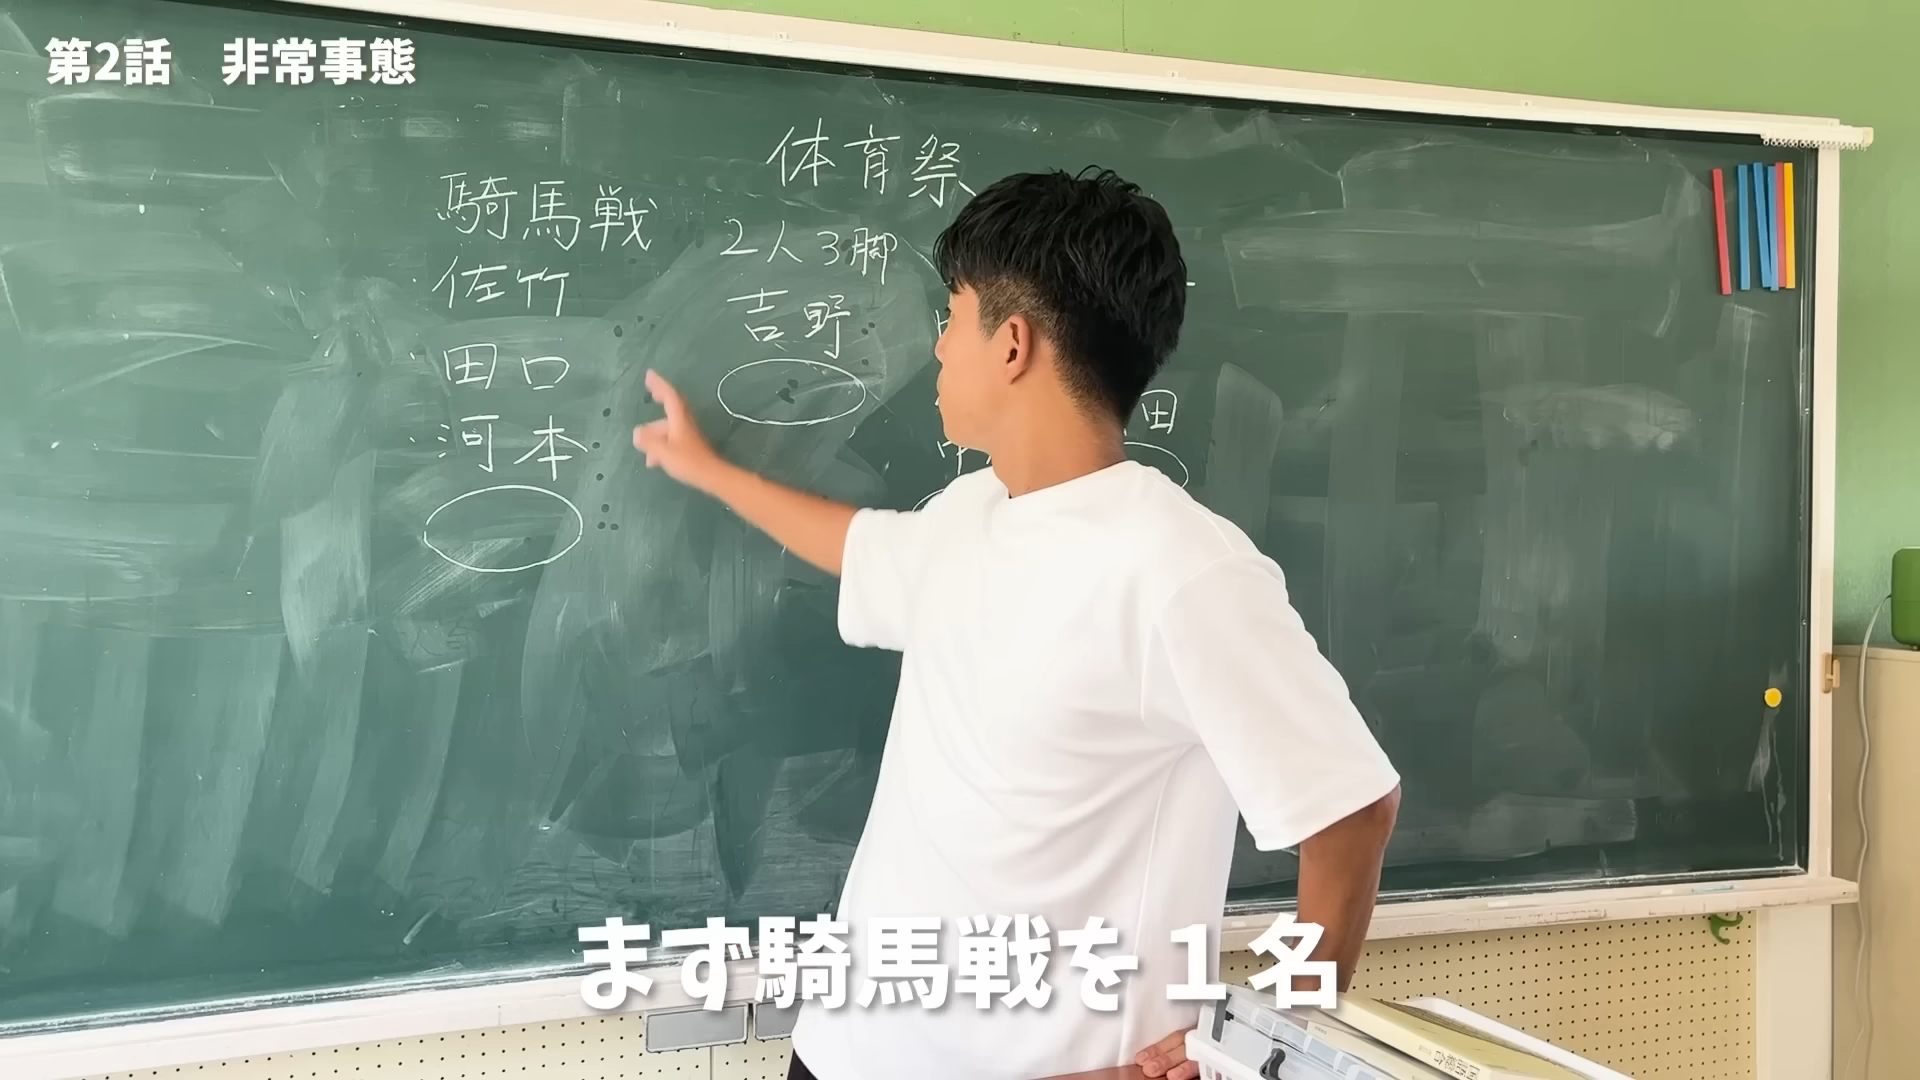 第2話　非常事態
体育祭
騎馬戦
佐竹
田口
河本
2人3脚
吉野
田
まず騎馬戦を1名